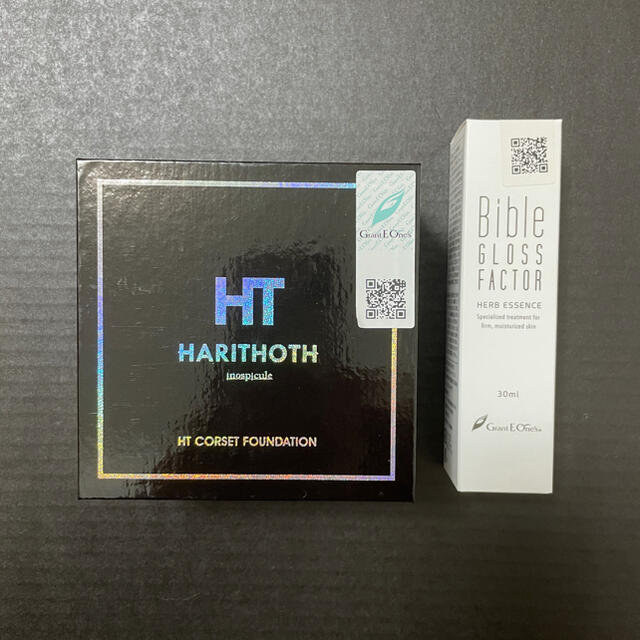 Grant E One's
HT
HARITHOTH
inospicule
HT CORSET FOUNDATION
Bible
GLOSS
FACTOR
HERB ESSENCE
Specialized treatment for
firm, moisturized skin
30ml
Grant E One's